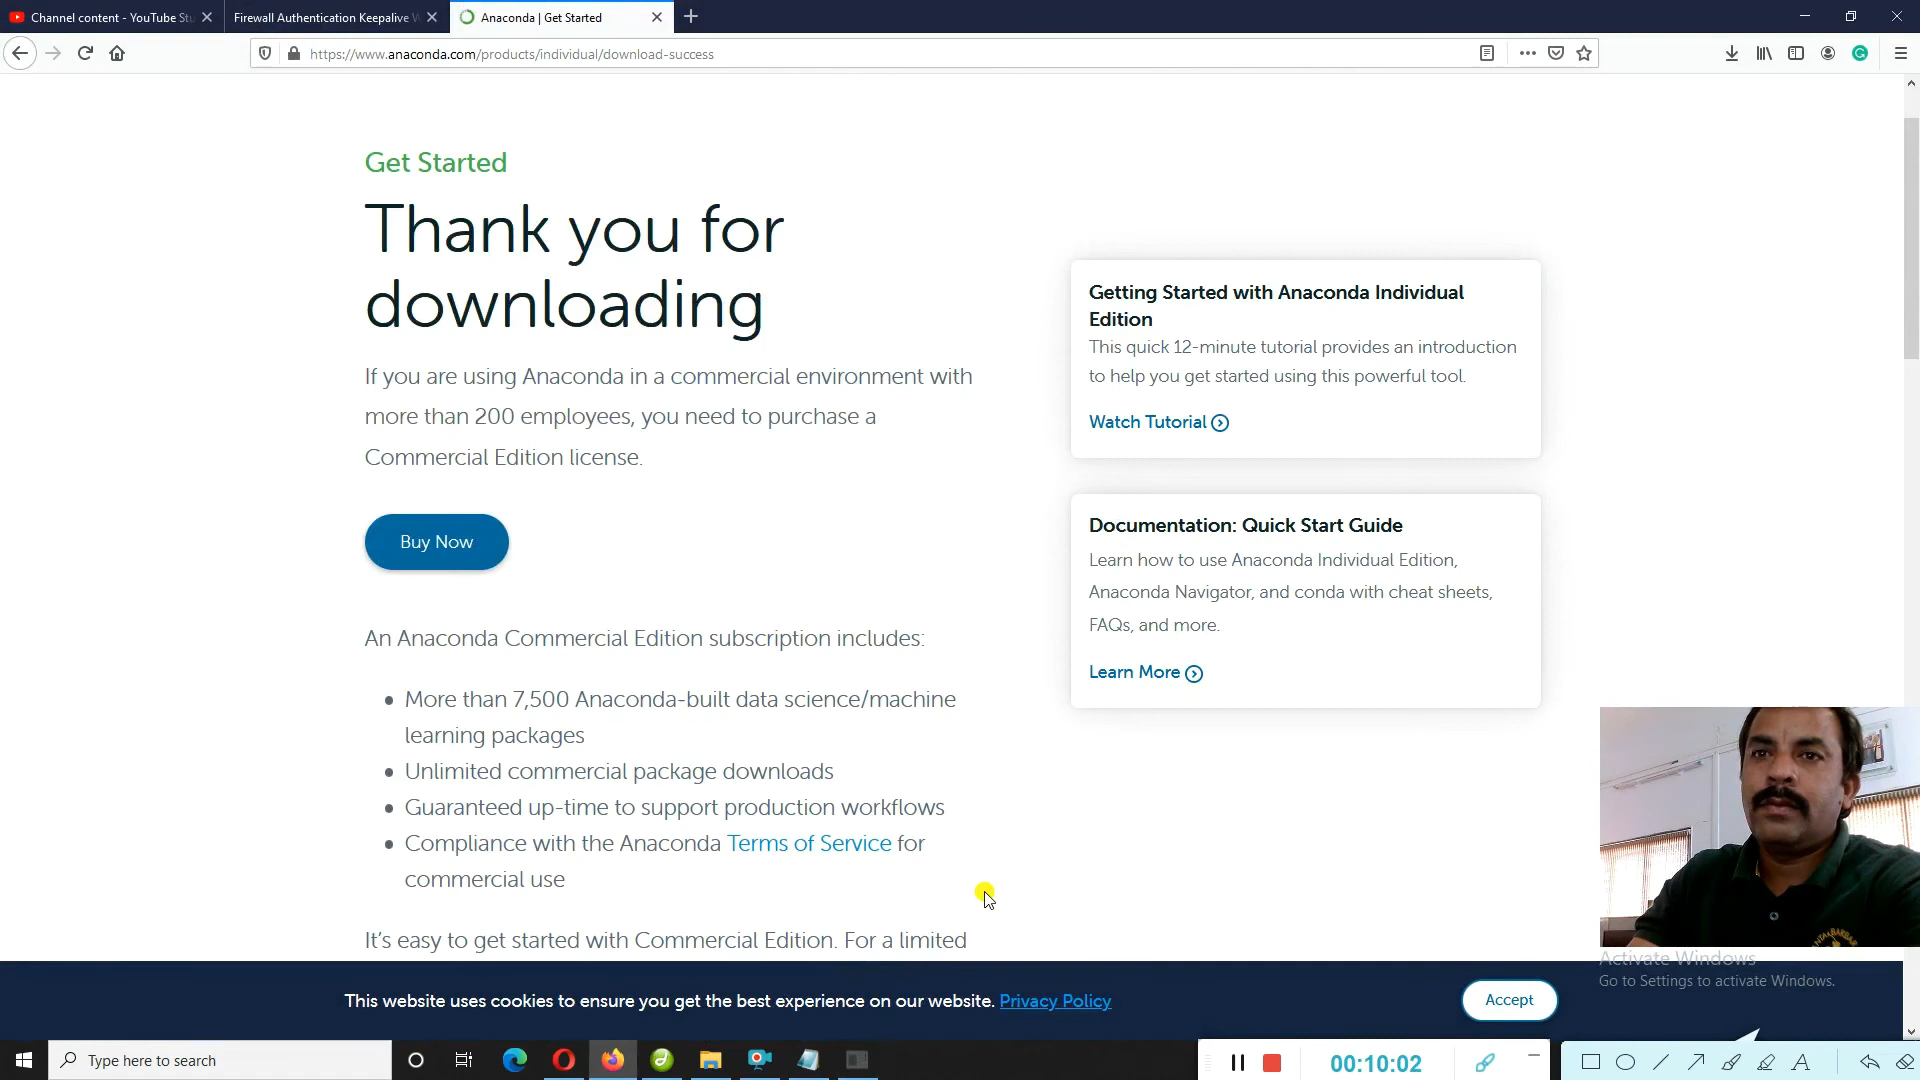 Channel content - YouTube Stu
Firewall Authentication Keepalive W
Anaconda | Get Started
https://www.anaconda.com/products/individual/download-success
Get Started
Thank you for
downloading
If you are using Anaconda in a commercial environment with
more than 200 employees, you need to purchase a
Commercial Edition license.
Buy Now
An Anaconda Commercial Edition subscription includes:
• More than 7,500 Anaconda-built data science/machine
learning packages
• Unlimited commercial package downloads
• Guaranteed up-time to support production workflows
• Compliance with the Anaconda Terms of Service for
commercial use
It's easy to get started with Commercial Edition. For a limited
Getting Started with Anaconda Individual
Edition
This quick 12-minute tutorial provides an introduction
to help you get started using this powerful tool.
Watch Tutorial
Documentation: Quick Start Guide
Learn how to use Anaconda Individual Edition,
Anaconda Navigator, and conda with cheat sheets,
FAQs, and more.
Learn More
Activate Windows
Go to Settings to activate Windows.
This website uses cookies to ensure you get the best experience on our website. Privacy Policy
Accept
Type here to search
00:10:02